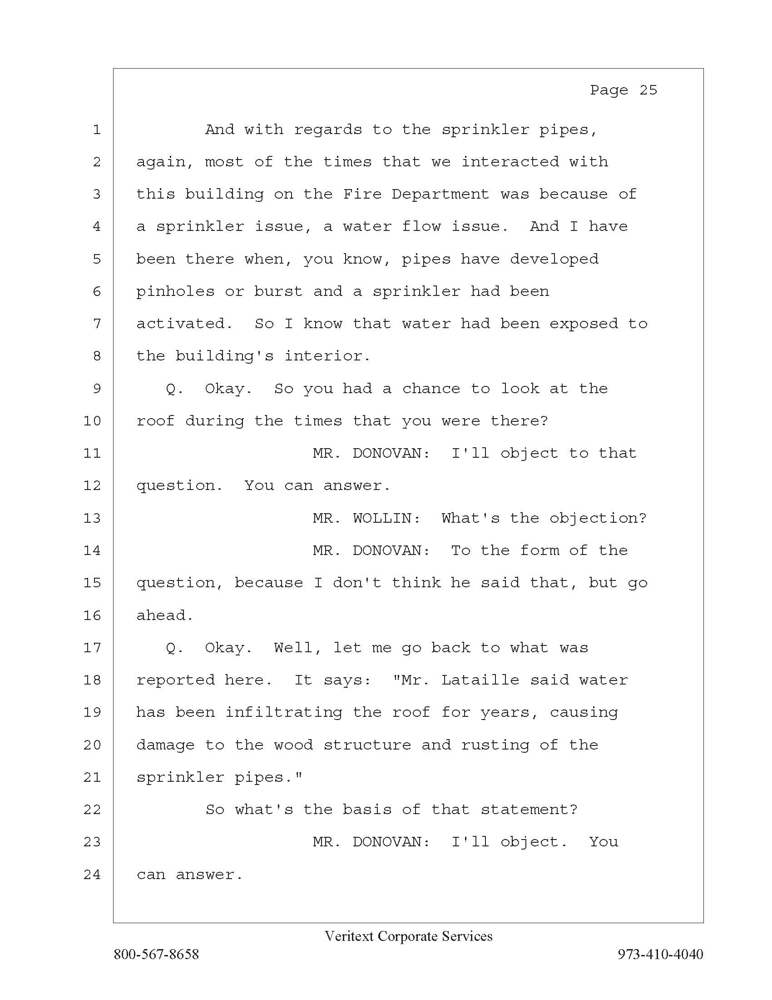 Page 25
1 And with regards to the sprinkler pipes,
2 again, most of the times that we interacted with
3 this building on the Fire Department was because of
4 a sprinkler issue, a water flow issue. And I have
5 been there when, you know, pipes have developed
6 pinholes or burst and a sprinkler had been
7 activated. So I know that water had been exposed to
8 the building's interior.
9 Q. Okay. So you had a chance to look at the
10 roof during the times that you were there?
11 MR. DONOVAN: I'll object to that
12 question. You can answer.
13 MR. WOLLIN: What's the objection?
14 MR. DONOVAN: To the form of the
15 question, because I don't think he said that, but go
16 ahead.
17 Q. Okay. Well, let me go back to what was
18 reported here. It says: "Mr. Lataille said water
19 has been infiltrating the roof for years, causing
20 damage to the wood structure and rusting of the
21 sprinkler pipes."
22 So what's the basis of that statement?
23 MR. DONOVAN: I'll object. You
24 can answer.
Veritext Corporate Services
800-567-8658 973-410-4040